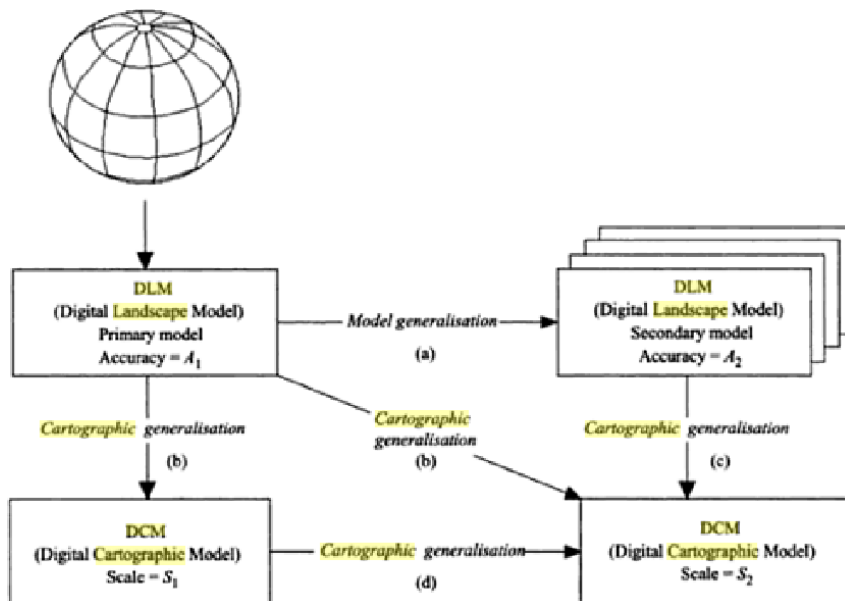 DLM
(Digital Landscape Model)
Primary model
Accuracy = A₁
Model generalisation
(a)
DLM
(Digital Landscape Model)
Secondary model
Accuracy = A₂
Cartographic generalisation
(b)
Cartographic
generalisation
(b)
Cartographic generalisation
(c)
DCM
(Digital Cartographic Model)
Scale = S₁
Cartographic generalisation
(d)
DCM
(Digital Cartographic Model)
Scale = S₂